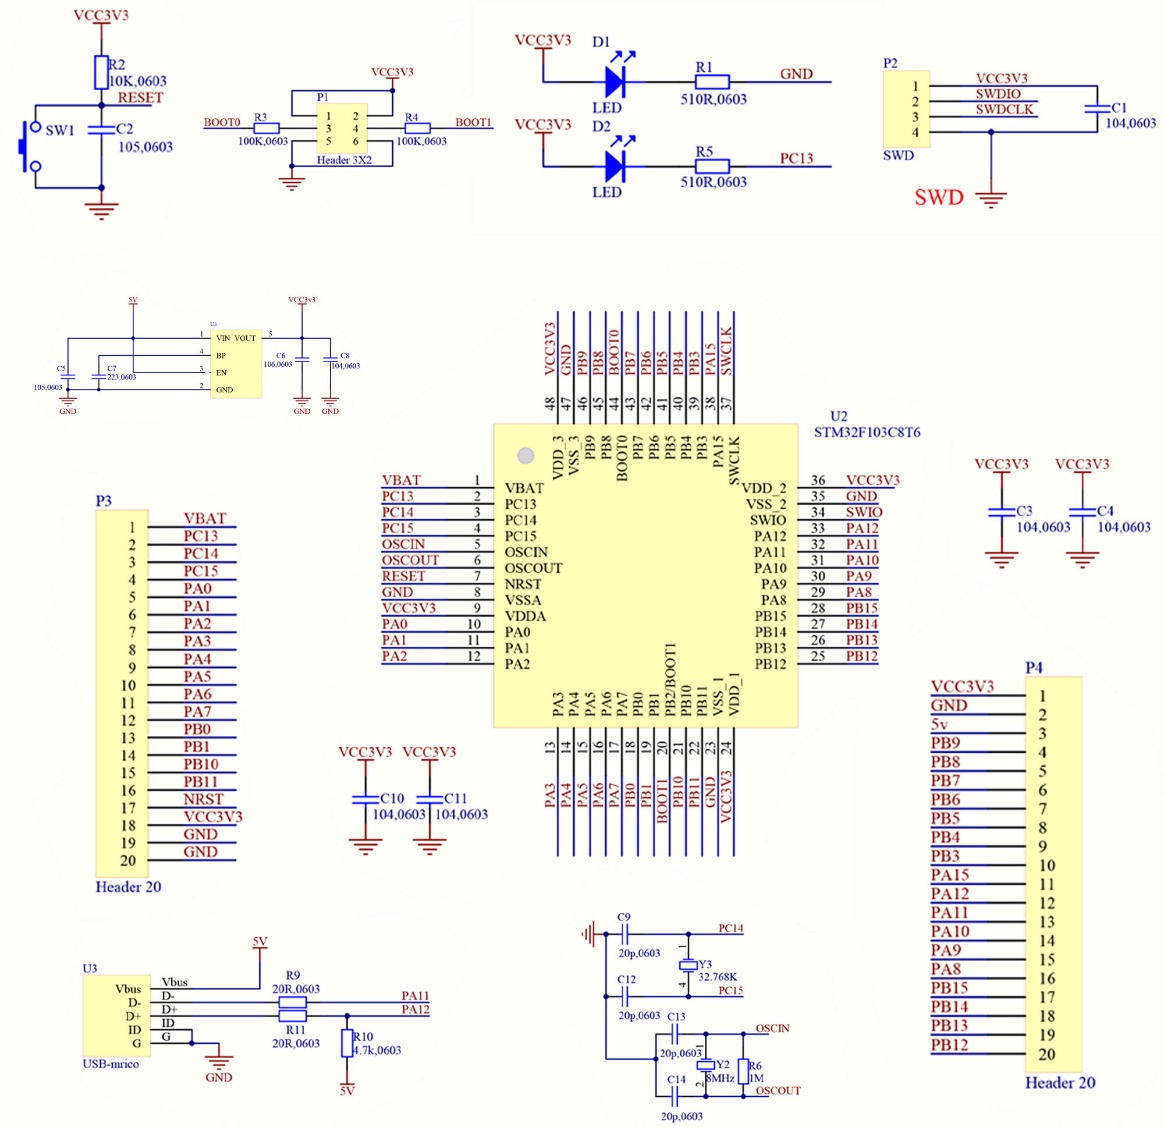 VCC3V3
R2
10K,0603
RESET
SW1
C2
105,0603
VCC3V3
P1
BOOT0
R3
100K,0603
1 2
3 4
5 6
R4
100K,0603
BOOT1
Header 3X2
VCC3V3
D1
LED
R1
510R,0603
GND
VCC3V3
D2
LED
R5
510R,0603
PC13
P2
1 VCC3V3
2 SWDIO
3 SWDCLK
4
SWD
C1
104,0603
SWD
5V
VCC3v3
1 VIN VOUT 5
4 BP
3 EN
2 GND
C5
105,0603
C7
223,0603
C6
106,0603
C8
104,0603
GND
GND
GND
U2
STM32F103C8T6
VCC3V3 48 VDD_3
GND 47 VSS_3
PB9 46 PB9
PB8 45 PB8
BOOT0 44 BOOT0
PB7 43 PB7
PB6 42 PB6
PB5 41 PB5
PB4 40 PB4
PB3 39 PB3
PA15 38 PA15
SWCLK 37 SWCLK
VBAT 1 VBAT
PC13 2 PC13
PC14 3 PC14
PC15 4 PC15
OSCIN 5 OSCIN
OSCOUT 6 OSCOUT
RESET 7 NRST
GND 8 VSSA
VCC3V3 9 VDDA
PA0 10 PA0
PA1 11 PA1
PA2 12 PA2
VDD_2 36 VCC3V3
VSS_2 35 GND
SWIO 34 SWIO
PA12 33 PA12
PA11 32 PA11
PA10 31 PA10
PA9 30 PA9
PA8 29 PA8
PB15 28 PB15
PB14 27 PB14
PB13 26 PB13
PB12 25 PB12
PA3 13 PA3
PA4 14 PA4
PA5 15 PA5
PA6 16 PA6
PA7 17 PA7
PB0 18 PB0
PB1 19 PB1
PB2/BOOT1 20 BOOT1
PB10 21 PB10
PB11 22 PB11
VSS_1 23 GND
VDD_1 24 VCC3V3
VCC3V3
C3
104,0603
VCC3V3
C4
104,0603
P3
1 VBAT
2 PC13
3 PC14
4 PC15
5 PA0
6 PA1
7 PA2
8 PA3
9 PA4
10 PA5
11 PA6
12 PA7
13 PB0
14 PB1
15 PB10
16 PB11
17 NRST
18 VCC3V3
19 GND
20 GND
Header 20
VCC3V3
C10
104,0603
VCC3V3
C11
104,0603
P4
VCC3V3 1
GND 2
5v 3
PB9 4
PB8 5
PB7 6
PB6 7
PB5 8
PB4 9
PB3 10
PA15 11
PA12 12
PA11 13
PA10 14
PA9 15
PA8 16
PB15 17
PB14 18
PB13 19
PB12 20
Header 20
5V
U3
Vbus Vbus
D- D-
D+ D+
ID ID
G G
USB-mrico
R9
20R,0603
R11
20R,0603
PA11
PA12
R10
4.7k,0603
5V
GND
C9
20p,0603
PC14
1
Y3
32.768K
4
C12
20p,0603
PC15
C13
20p,0603
OSCIN
1
Y2
8MHz
2
R6
1M
C14
20p,0603
OSCOUT